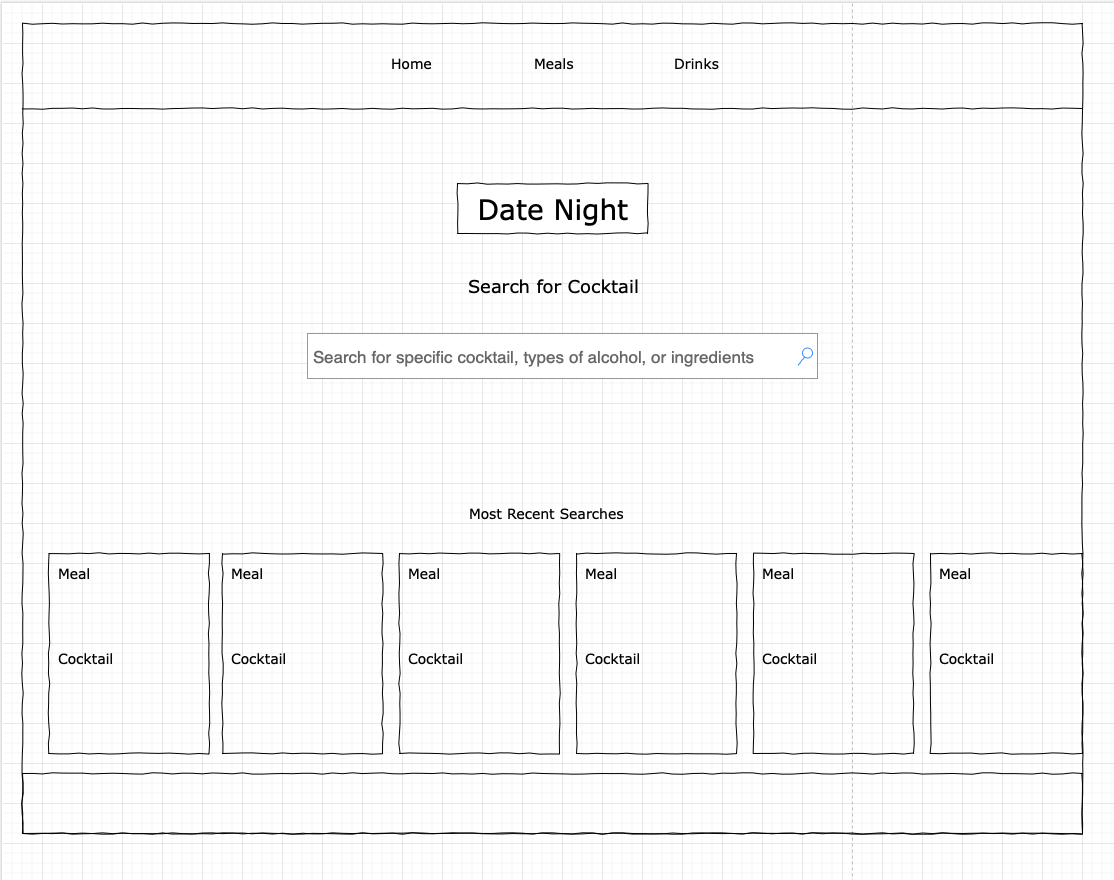 Home Meals Drinks
Date Night
Search for Cocktail
Search for specific cocktail, types of alcohol, or ingredients
Most Recent Searches
Meal Meal Meal Meal Meal Meal
Cocktail Cocktail Cocktail Cocktail Cocktail Cocktail